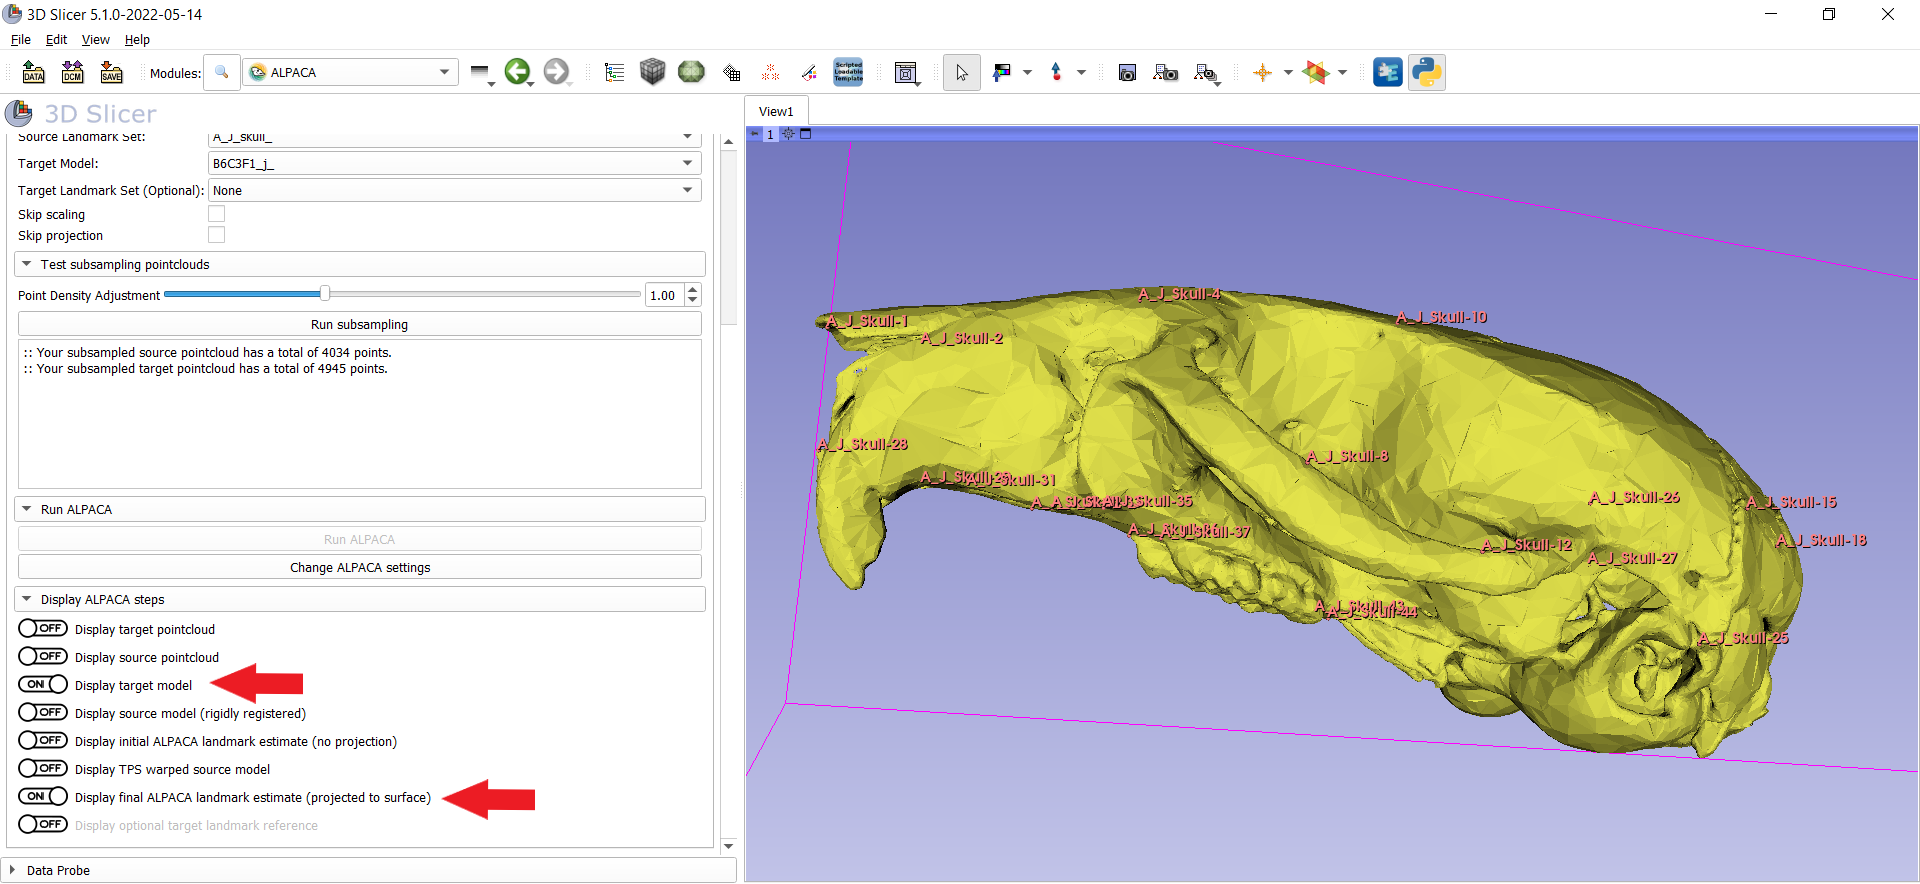 3D Slicer 5.1.0-2022-05-14
File Edit View Help
DATA DCM SAVE Modules: ALPACA Scripted Loadable Template
3D Slicer
Source Landmark Set: A_J_skull_
Target Model: B6C3F1_j_
Target Landmark Set (Optional): None
Skip scaling
Skip projection
Test subsampling pointclouds
Point Density Adjustment 1.00
Run subsampling
:: Your subsampled source pointcloud has a total of 4034 points.
:: Your subsampled target pointcloud has a total of 4945 points.
Run ALPACA
Run ALPACA
Change ALPACA settings
Display ALPACA steps
OFF Display target pointcloud
OFF Display source pointcloud
ON Display target model
OFF Display source model (rigidly registered)
OFF Display initial ALPACA landmark estimate (no projection)
OFF Display TPS warped source model
ON Display final ALPACA landmark estimate (projected to surface)
OFF Display optional target landmark reference
Data Probe
View1
1
A_J_Skull-4
A_J_Skull-1
A_J_Skull-10
A_J_Skull-2
A_J_Skull-28
A_J_Skull-8
A_J_Skull-31
A_J_Skull-26
A_J_Skull-35
A_J_Skull-15
A_J_Skull-37
A_J_Skull-12
A_J_Skull-18
A_J_Skull-27
A_J_Skull-44
A_J_Skull-25